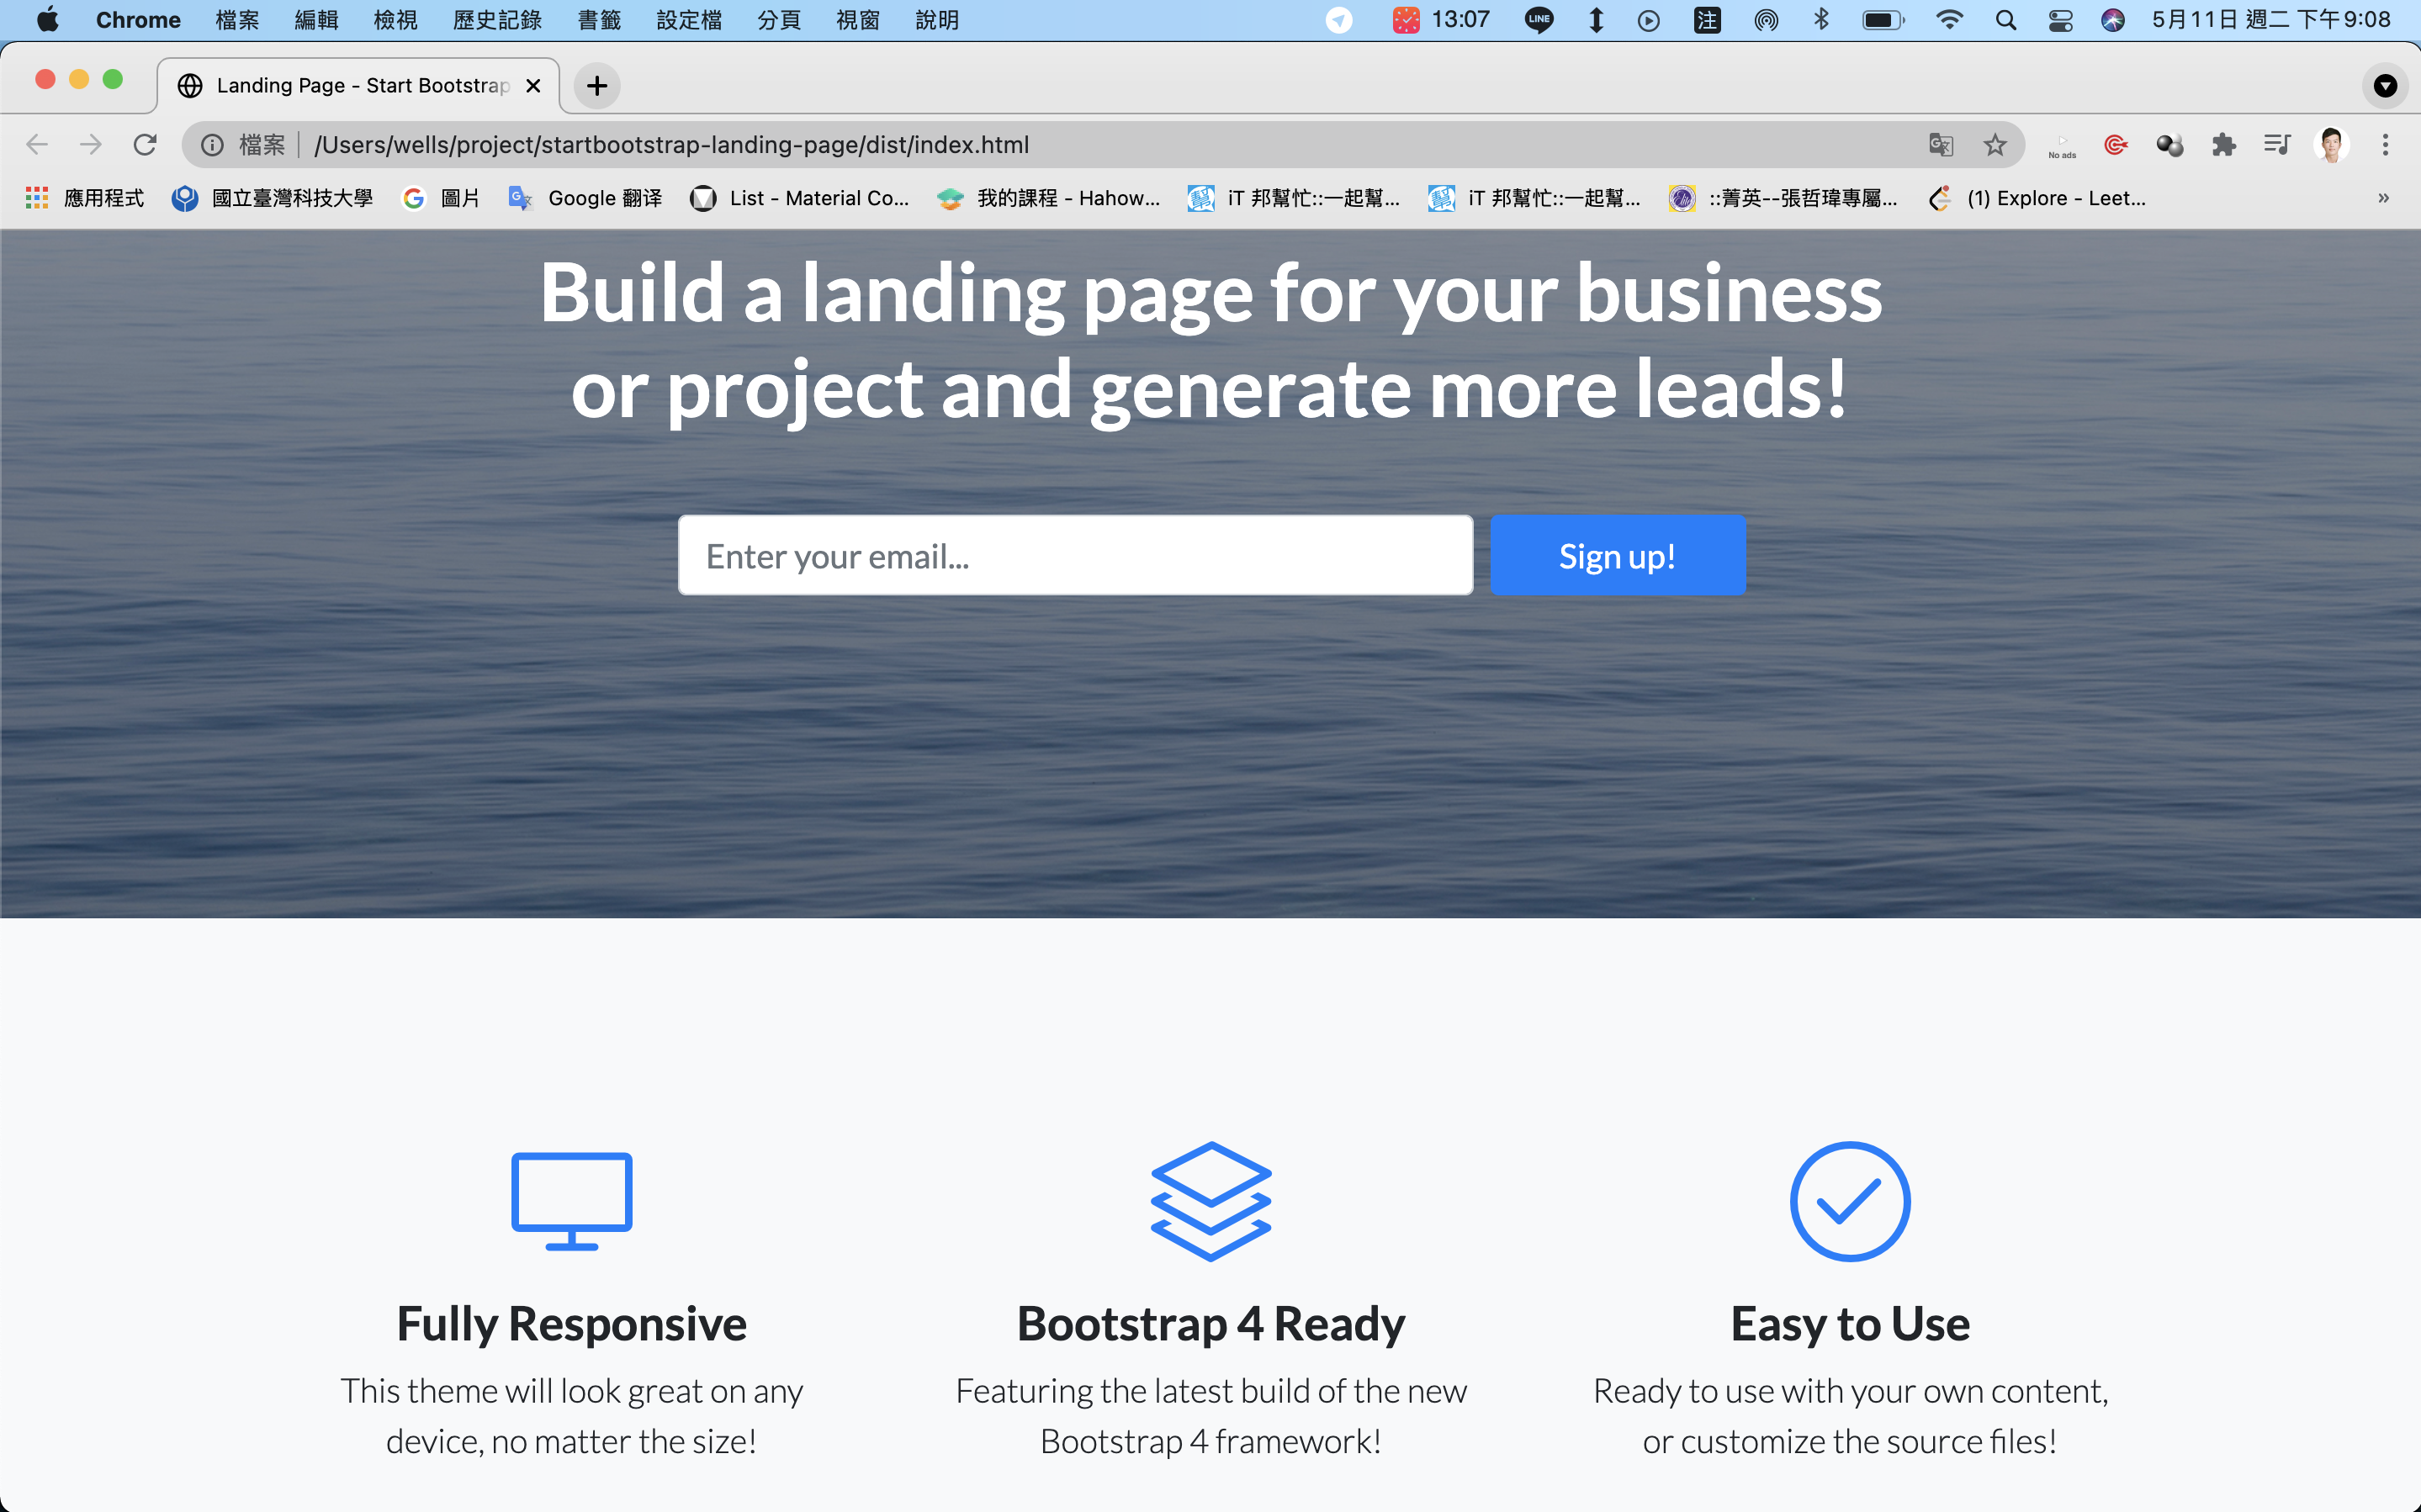 Chrome 檔案 編輯 檢視 歷史記錄 書籤 設定檔 分頁 視窗 說明 13:07 LINE 注 5月11日 週二 下午9:08
Landing Page - Start Bootstrap
檔案 /Users/wells/project/startbootstrap-landing-page/dist/index.html No ads
應用程式 國立臺灣科技大學 圖片 Google 翻译 List - Material Co... 我的課程 - Hahow... iT 邦幫忙::一起幫... iT 邦幫忙::一起幫... ::菁英--張哲瑋專屬... (1) Explore - Leet... »
Build a landing page for your business
or project and generate more leads!
Enter your email... Sign up!
Fully Responsive
This theme will look great on any
device, no matter the size!
Bootstrap 4 Ready
Featuring the latest build of the new
Bootstrap 4 framework!
Easy to Use
Ready to use with your own content,
or customize the source files!